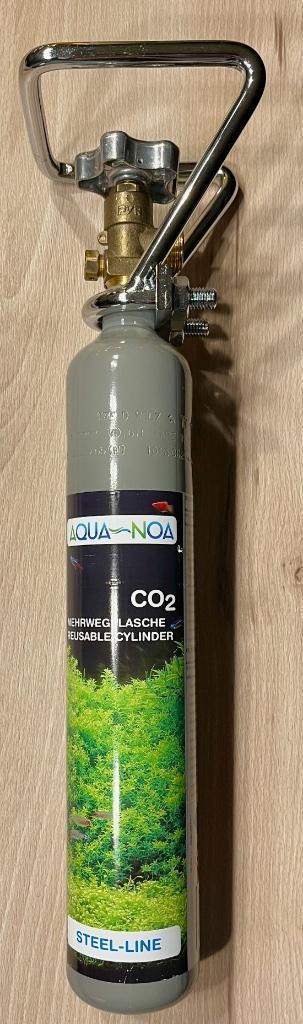 AQUA~NOA
CO2
MEHRWEGFLASCHE
REUSABLE CYLINDER
STEEL-LINE